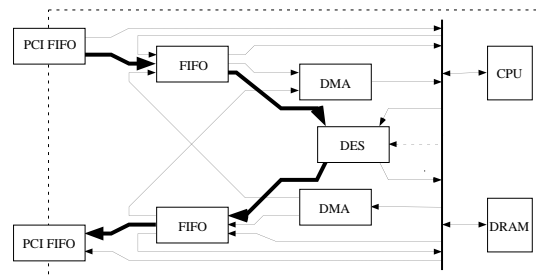 PCI FIFO
FIFO
DMA
CPU
DES
DMA
FIFO
DRAM
PCI FIFO